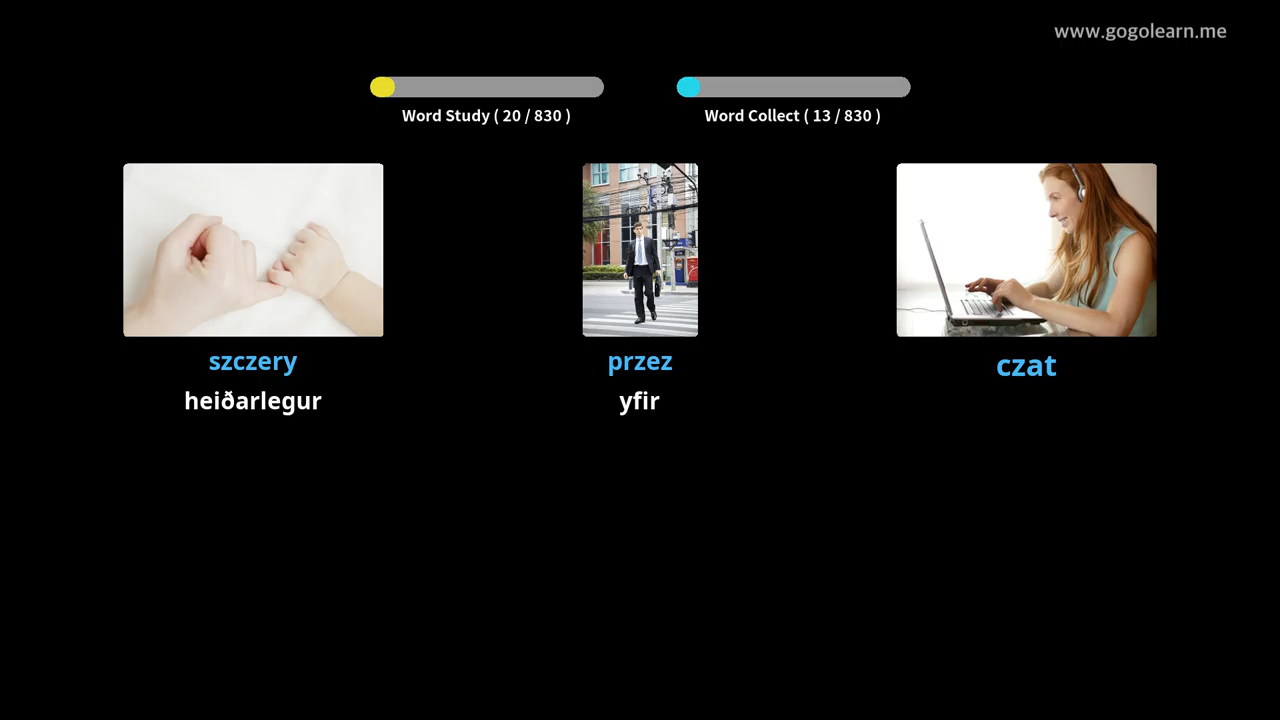 www.gogolearn.me
Word Study ( 20 / 830 )
Word Collect ( 13 / 830 )
szczery
heiðarlegur
przez
yfir
czat